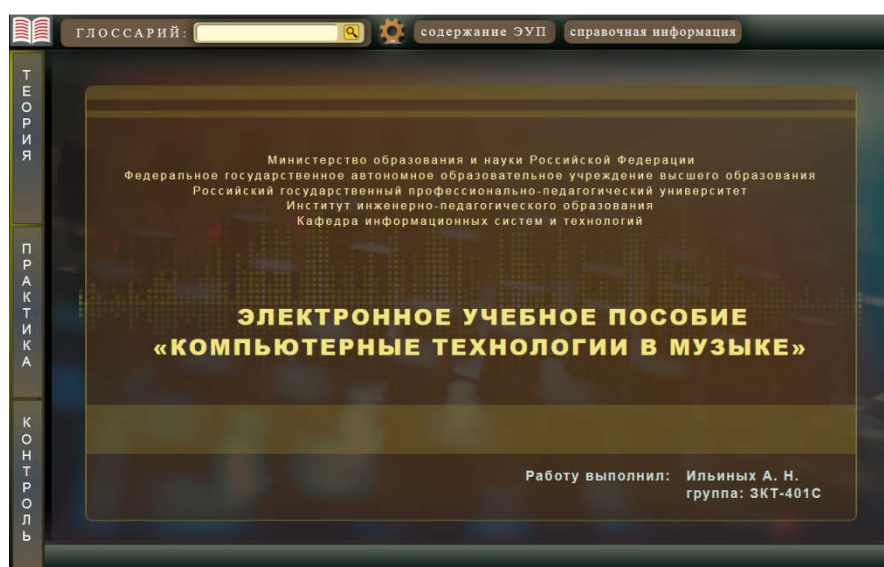 ГЛОССАРИЙ:
содержание ЭУП
справочная информация
ТЕОРИЯ
ПРАКТИКА
КОНТРОЛЬ
Министерство образования и науки Российской Федерации
Федеральное государственное автономное образовательное учреждение высшего образования
Российский государственный профессионально-педагогический университет
Институт инженерно-педагогического образования
Кафедра информационных систем и технологий
ЭЛЕКТРОННОЕ УЧЕБНОЕ ПОСОБИЕ
«КОМПЬЮТЕРНЫЕ ТЕХНОЛОГИИ В МУЗЫКЕ»
Работу выполнил: Ильиных А. Н.
группа: ЗКТ-401С